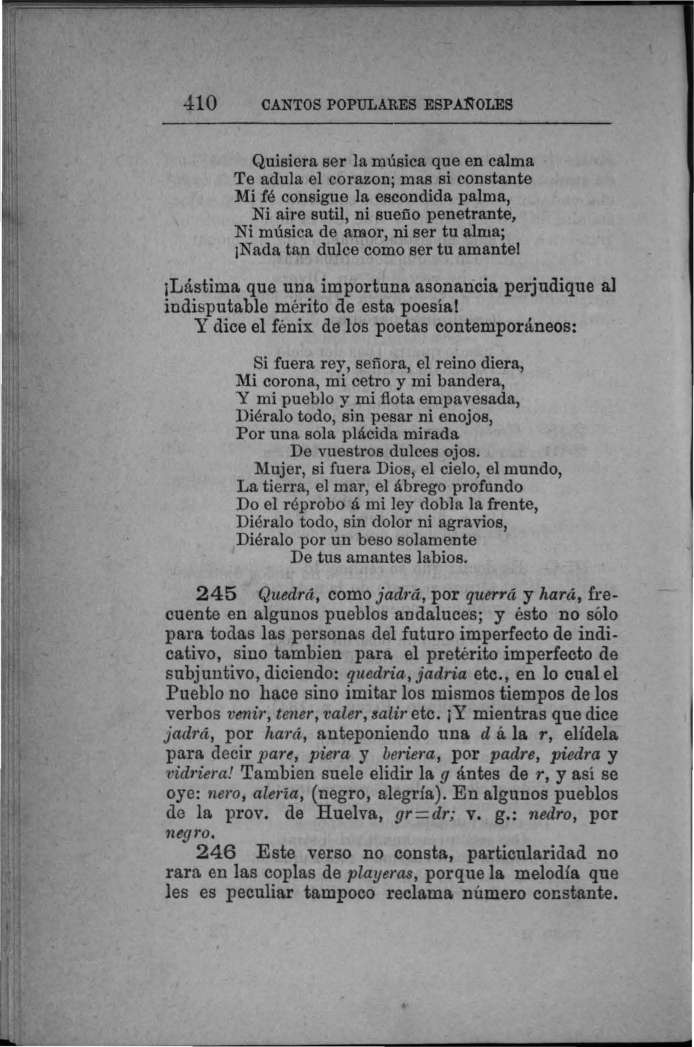 410 CANTOS POPULARES ESPAÑOLES
Quisiera ser la música que en calma
Te adula el corazon; mas si constante
Mi fé consigue la escondida palma,
Ni aire sutil, ni sueño penetrante,
Ni música de amor, ni ser tu alma;
¡Nada tan dulce como ser tu amante!
¡Lástima que una importuna asonancia perjudique al
indisputable mérito de esta poesía!
Y dice el fénix de los poetas contemporáneos:
Si fuera rey, señora, el reino diera,
Mi corona, mi cetro y mi bandera,
Y mi pueblo y mi flota empavesada,
Diéralo todo, sin pesar ni enojos,
Por una sola plácida mirada
De vuestros dulces ojos.
Mujer, si fuera Dios, el cielo, el mundo,
La tierra, el mar, el ábrego profundo
Do el réprobo á mi ley dobla la frente,
Diéralo todo, sin dolor ni agravios,
Diéralo por un beso solamente
De tus amantes labios.
245 Quedrá, como jadrá, por querrá y hará, fre-
cuente en algunos pueblos andaluces; y ésto no sólo
para todas las personas del futuro imperfecto de indi-
cativo, sino tambien para el pretérito imperfecto de
subjuntivo, diciendo: quedria, jadria etc., en lo cual el
Pueblo no hace sino imitar los mismos tiempos de los
verbos venir, tener, valer, salir etc. ¡Y mientras que dice
jadrá, por hará, anteponiendo una d á la r, elídela
para decir pare, piera y beriera, por padre, piedra y
vidriera! Tambien suele elidir la g ántes de r, y así se
oye: nero, alería, (negro, alegría). En algunos pueblos
de la prov. de Huelva, gr=dr; v. g.: nedro, por
negro.
246 Este verso no consta, particularidad no
rara en las coplas de playeras, porque la melodía que
les es peculiar tampoco reclama número constante.